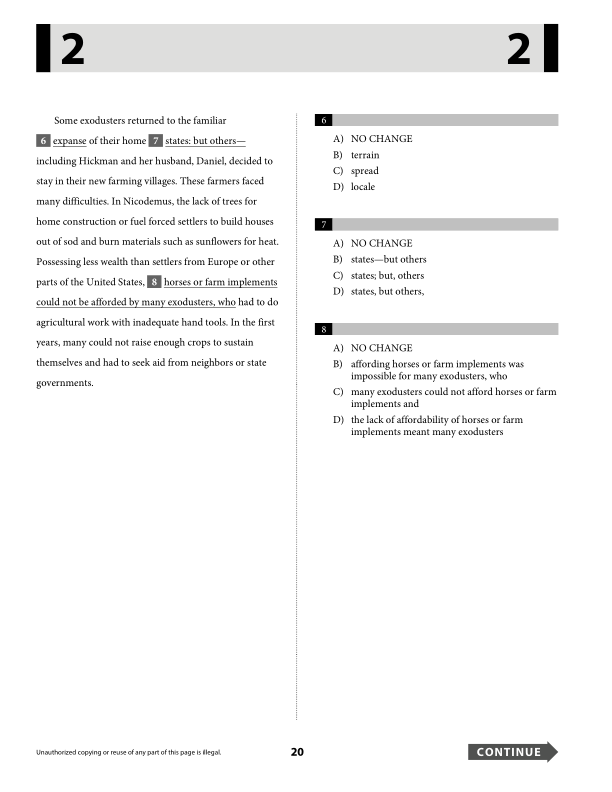 2
2
Some exodusters returned to the familiar
6 expanse of their home 7 states: but others—
including Hickman and her husband, Daniel, decided to
stay in their new farming villages. These farmers faced
many difficulties. In Nicodemus, the lack of trees for
home construction or fuel forced settlers to build houses
out of sod and burn materials such as sunflowers for heat.
Possessing less wealth than settlers from Europe or other
parts of the United States, 8 horses or farm implements
could not be afforded by many exodusters, who had to do
agricultural work with inadequate hand tools. In the first
years, many could not raise enough crops to sustain
themselves and had to seek aid from neighbors or state
governments.
6
A) NO CHANGE
B) terrain
C) spread
D) locale
7
A) NO CHANGE
B) states—but others
C) states; but, others
D) states, but others,
8
A) NO CHANGE
B) affording horses or farm implements was
impossible for many exodusters, who
C) many exodusters could not afford horses or farm
implements and
D) the lack of affordability of horses or farm
implements meant many exodusters
Unauthorized copying or reuse of any part of this page is illegal.
20
CONTINUE